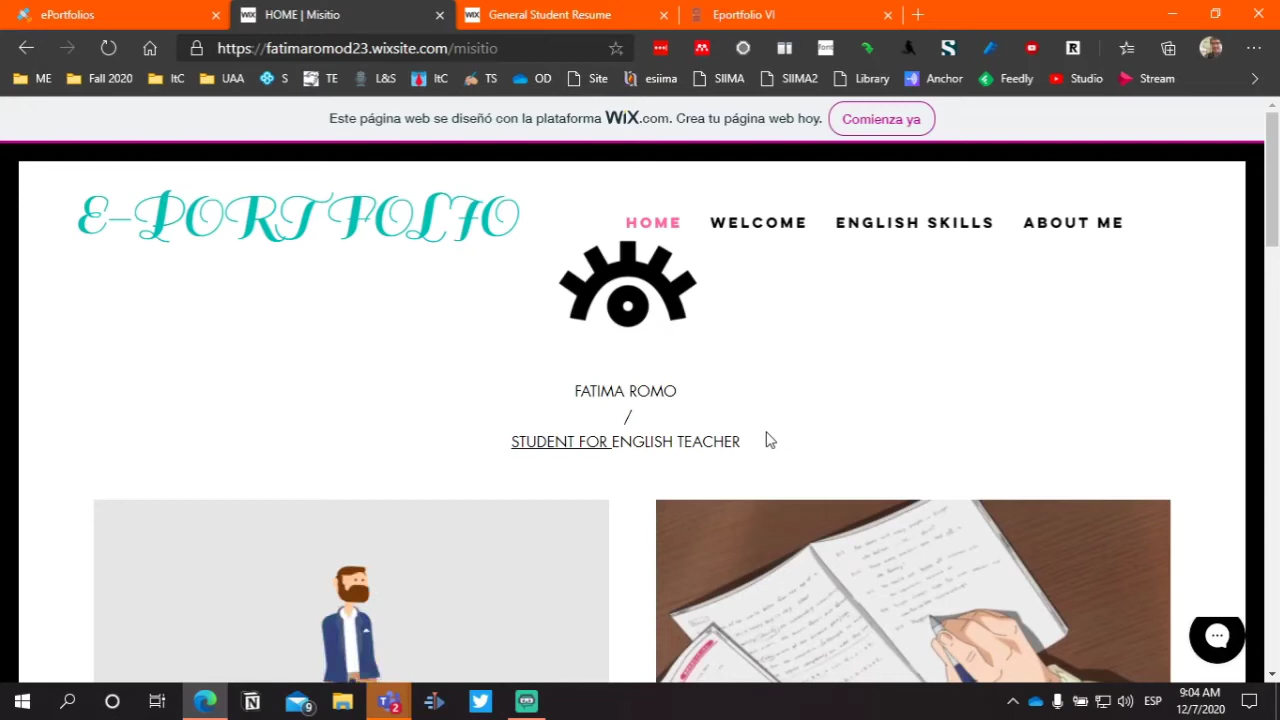 ePortfolios
HOME | Misitio
General Student Resume
Eportfolio VI
https://fatimaromod23.wixsite.com/misitio
ME
Fall 2020
ItC
UAA
S
TE
L&S
ItC
TS
OD
Site
esiima
SIIMA
SIIMA2
Library
Anchor
Feedly
Studio
Stream
Este página web se diseñó con la plataforma WiX.com. Crea tu página web hoy.
Comienza ya
E-PORTFOLIO
HOME
WELCOME
ENGLISH SKILLS
ABOUT ME
FATIMA ROMO
/
STUDENT FOR ENGLISH TEACHER
ESP
9:04 AM
12/7/2020